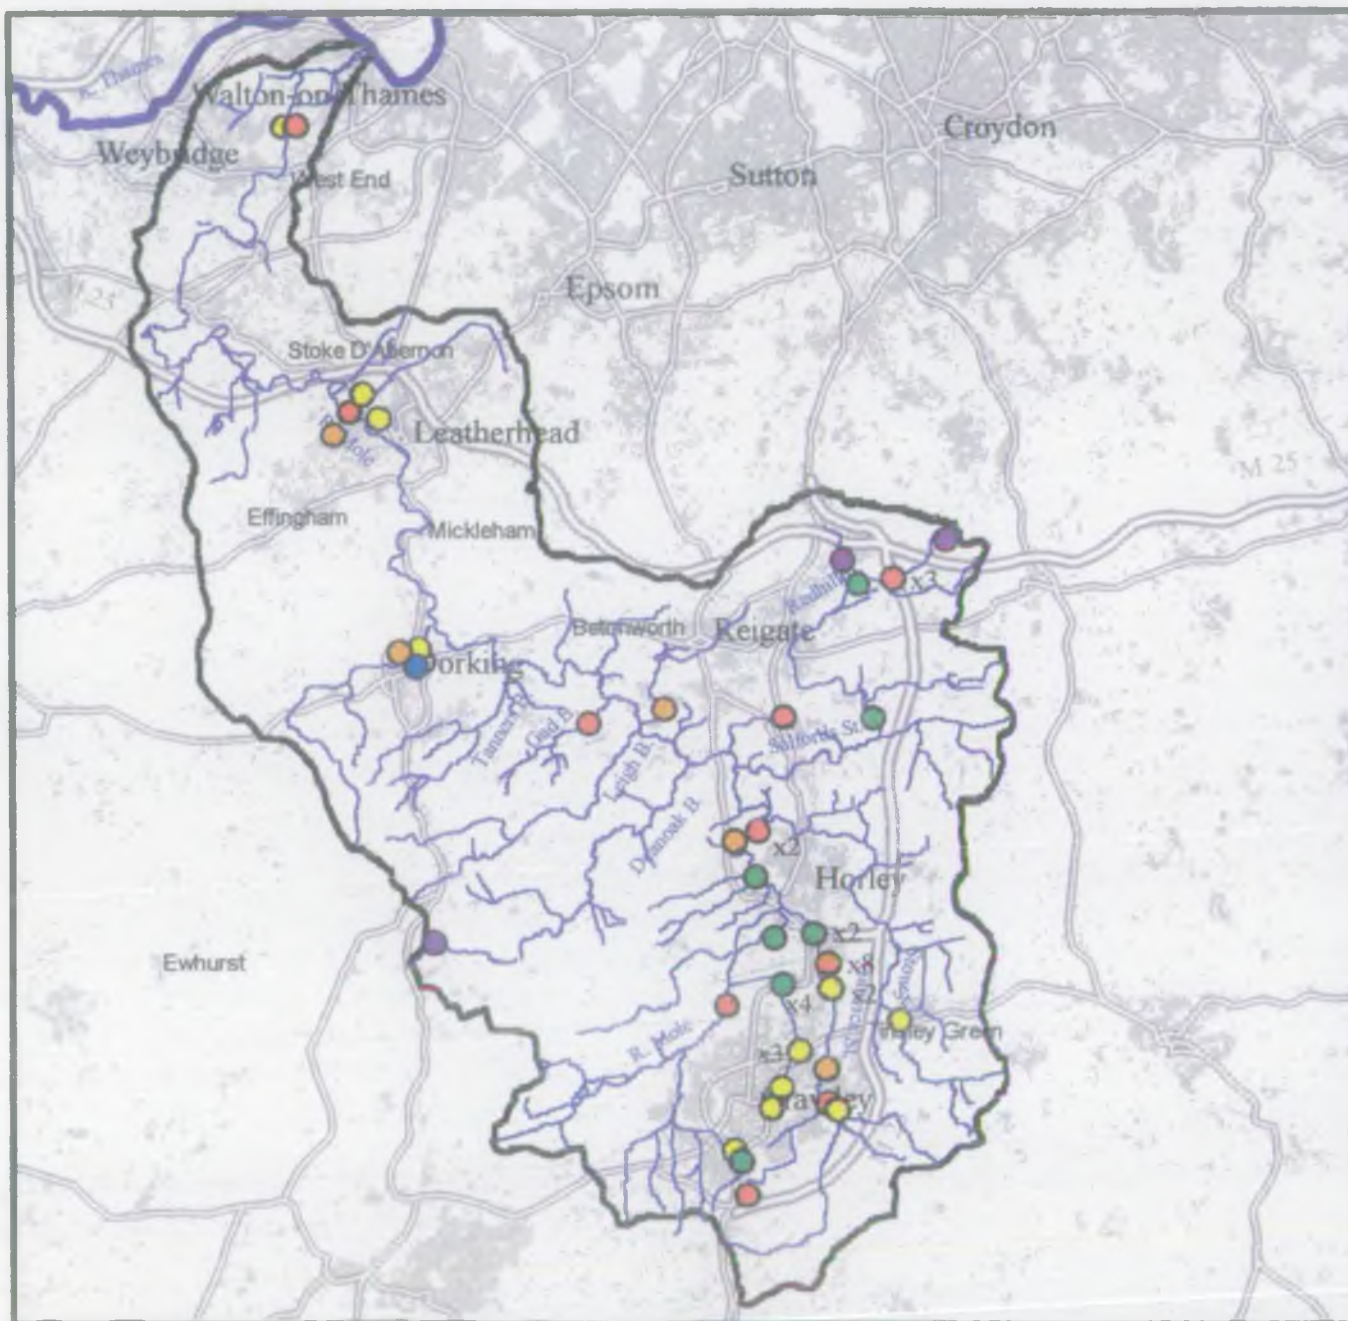 R. Thames
Walton-on-Thames
Croydon
Weybridge
West End
Sutton
Epsom
M 25
Stoke D'Abernon
Leatherhead
R. Mole
M 25
Effingham
Mickleham
x3
Redhill
Betchworth
Reigate
Dorking
Tanners B.
Gad B.
Salfords St.
Leigh B.
Deanoak B.
x2
Horley
x2
Ewhurst
x8
x2
x4
R. Mole
Tinsley Green
x3
Crawley